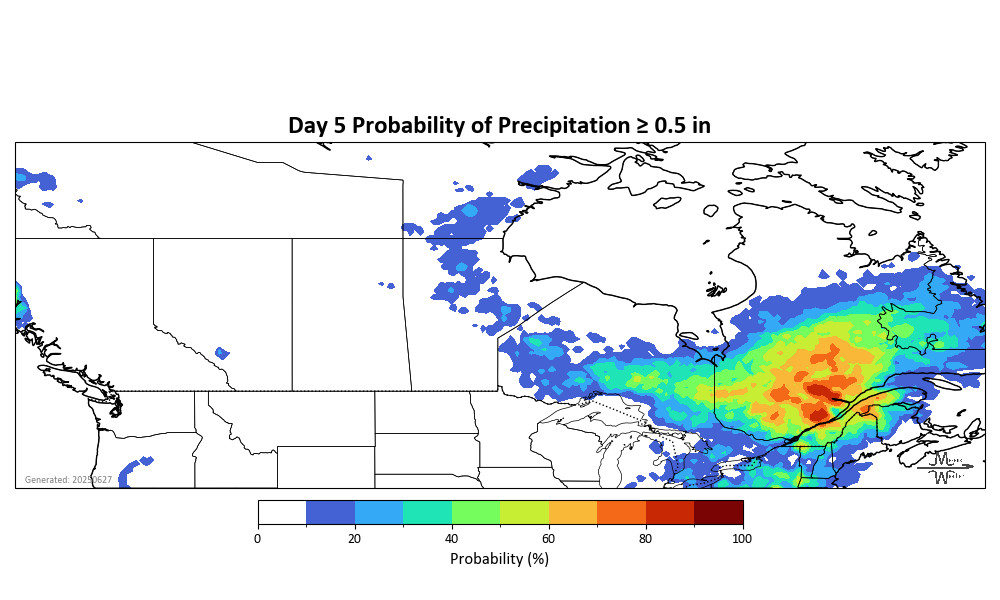 Day 5 Probability of Precipitation ≥ 0.5 in
Generated: 20250627
0 20 40 60 80 100
Probability (%)